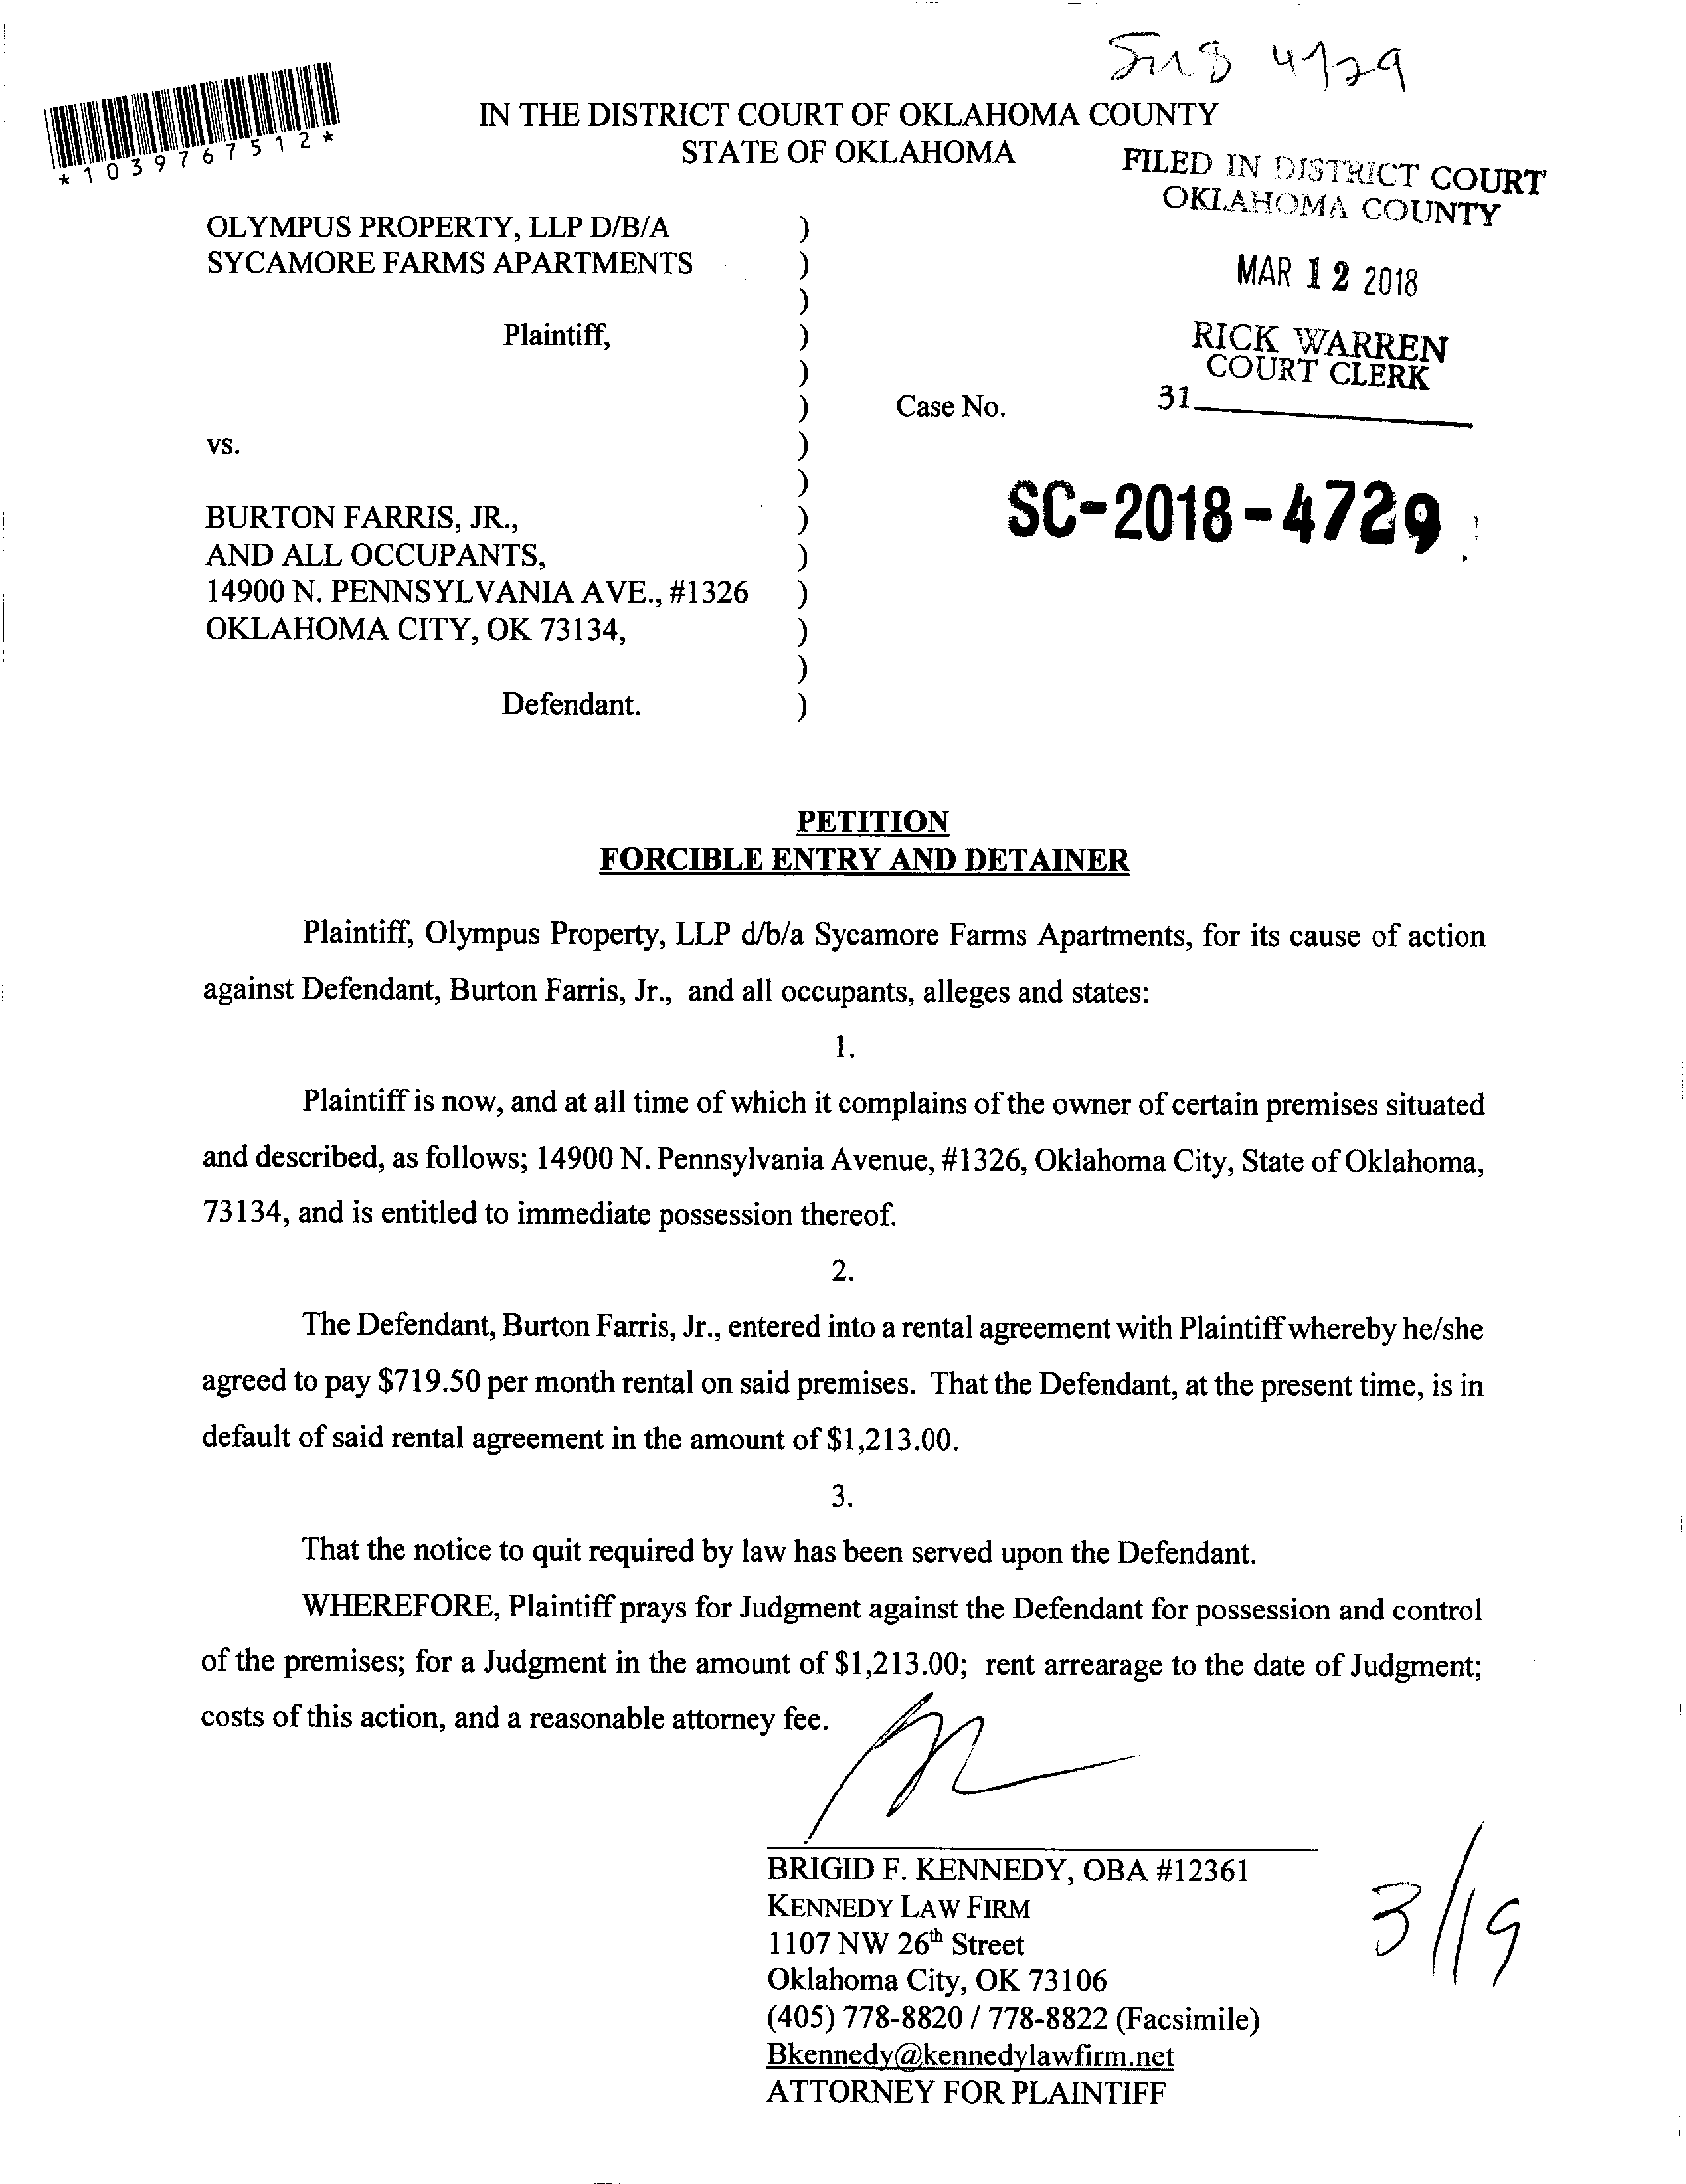 4729
*1039767512*
IN THE DISTRICT COURT OF OKLAHOMA COUNTY
STATE OF OKLAHOMA
FILED IN DISTRICT COURT
OKLAHOMA COUNTY
MAR 12 2018
RICK WARREN
COURT CLERK
31
OLYMPUS PROPERTY, LLP D/B/A )
SYCAMORE FARMS APARTMENTS )
)
Plaintiff, )
)
) Case No.
vs. )
) SC-2018-4729
BURTON FARRIS, JR., )
AND ALL OCCUPANTS, )
14900 N. PENNSYLVANIA AVE., #1326 )
OKLAHOMA CITY, OK 73134, )
)
Defendant. )
PETITION
FORCIBLE ENTRY AND DETAINER
Plaintiff, Olympus Property, LLP d/b/a Sycamore Farms Apartments, for its cause of action
against Defendant, Burton Farris, Jr., and all occupants, alleges and states:
1.
Plaintiff is now, and at all time of which it complains of the owner of certain premises situated
and described, as follows; 14900 N. Pennsylvania Avenue, #1326, Oklahoma City, State of Oklahoma,
73134, and is entitled to immediate possession thereof.
2.
The Defendant, Burton Farris, Jr., entered into a rental agreement with Plaintiff whereby he/she
agreed to pay $719.50 per month rental on said premises. That the Defendant, at the present time, is in
default of said rental agreement in the amount of $1,213.00.
3.
That the notice to quit required by law has been served upon the Defendant.
WHEREFORE, Plaintiff prays for Judgment against the Defendant for possession and control
of the premises; for a Judgment in the amount of $1,213.00; rent arrearage to the date of Judgment;
costs of this action, and a reasonable attorney fee.
BRIGID F. KENNEDY, OBA #12361
KENNEDY LAW FIRM
1107 NW 26th Street
Oklahoma City, OK 73106
(405) 778-8820 / 778-8822 (Facsimile)
Bkennedy@kennedylawfirm.net
ATTORNEY FOR PLAINTIFF
3/19